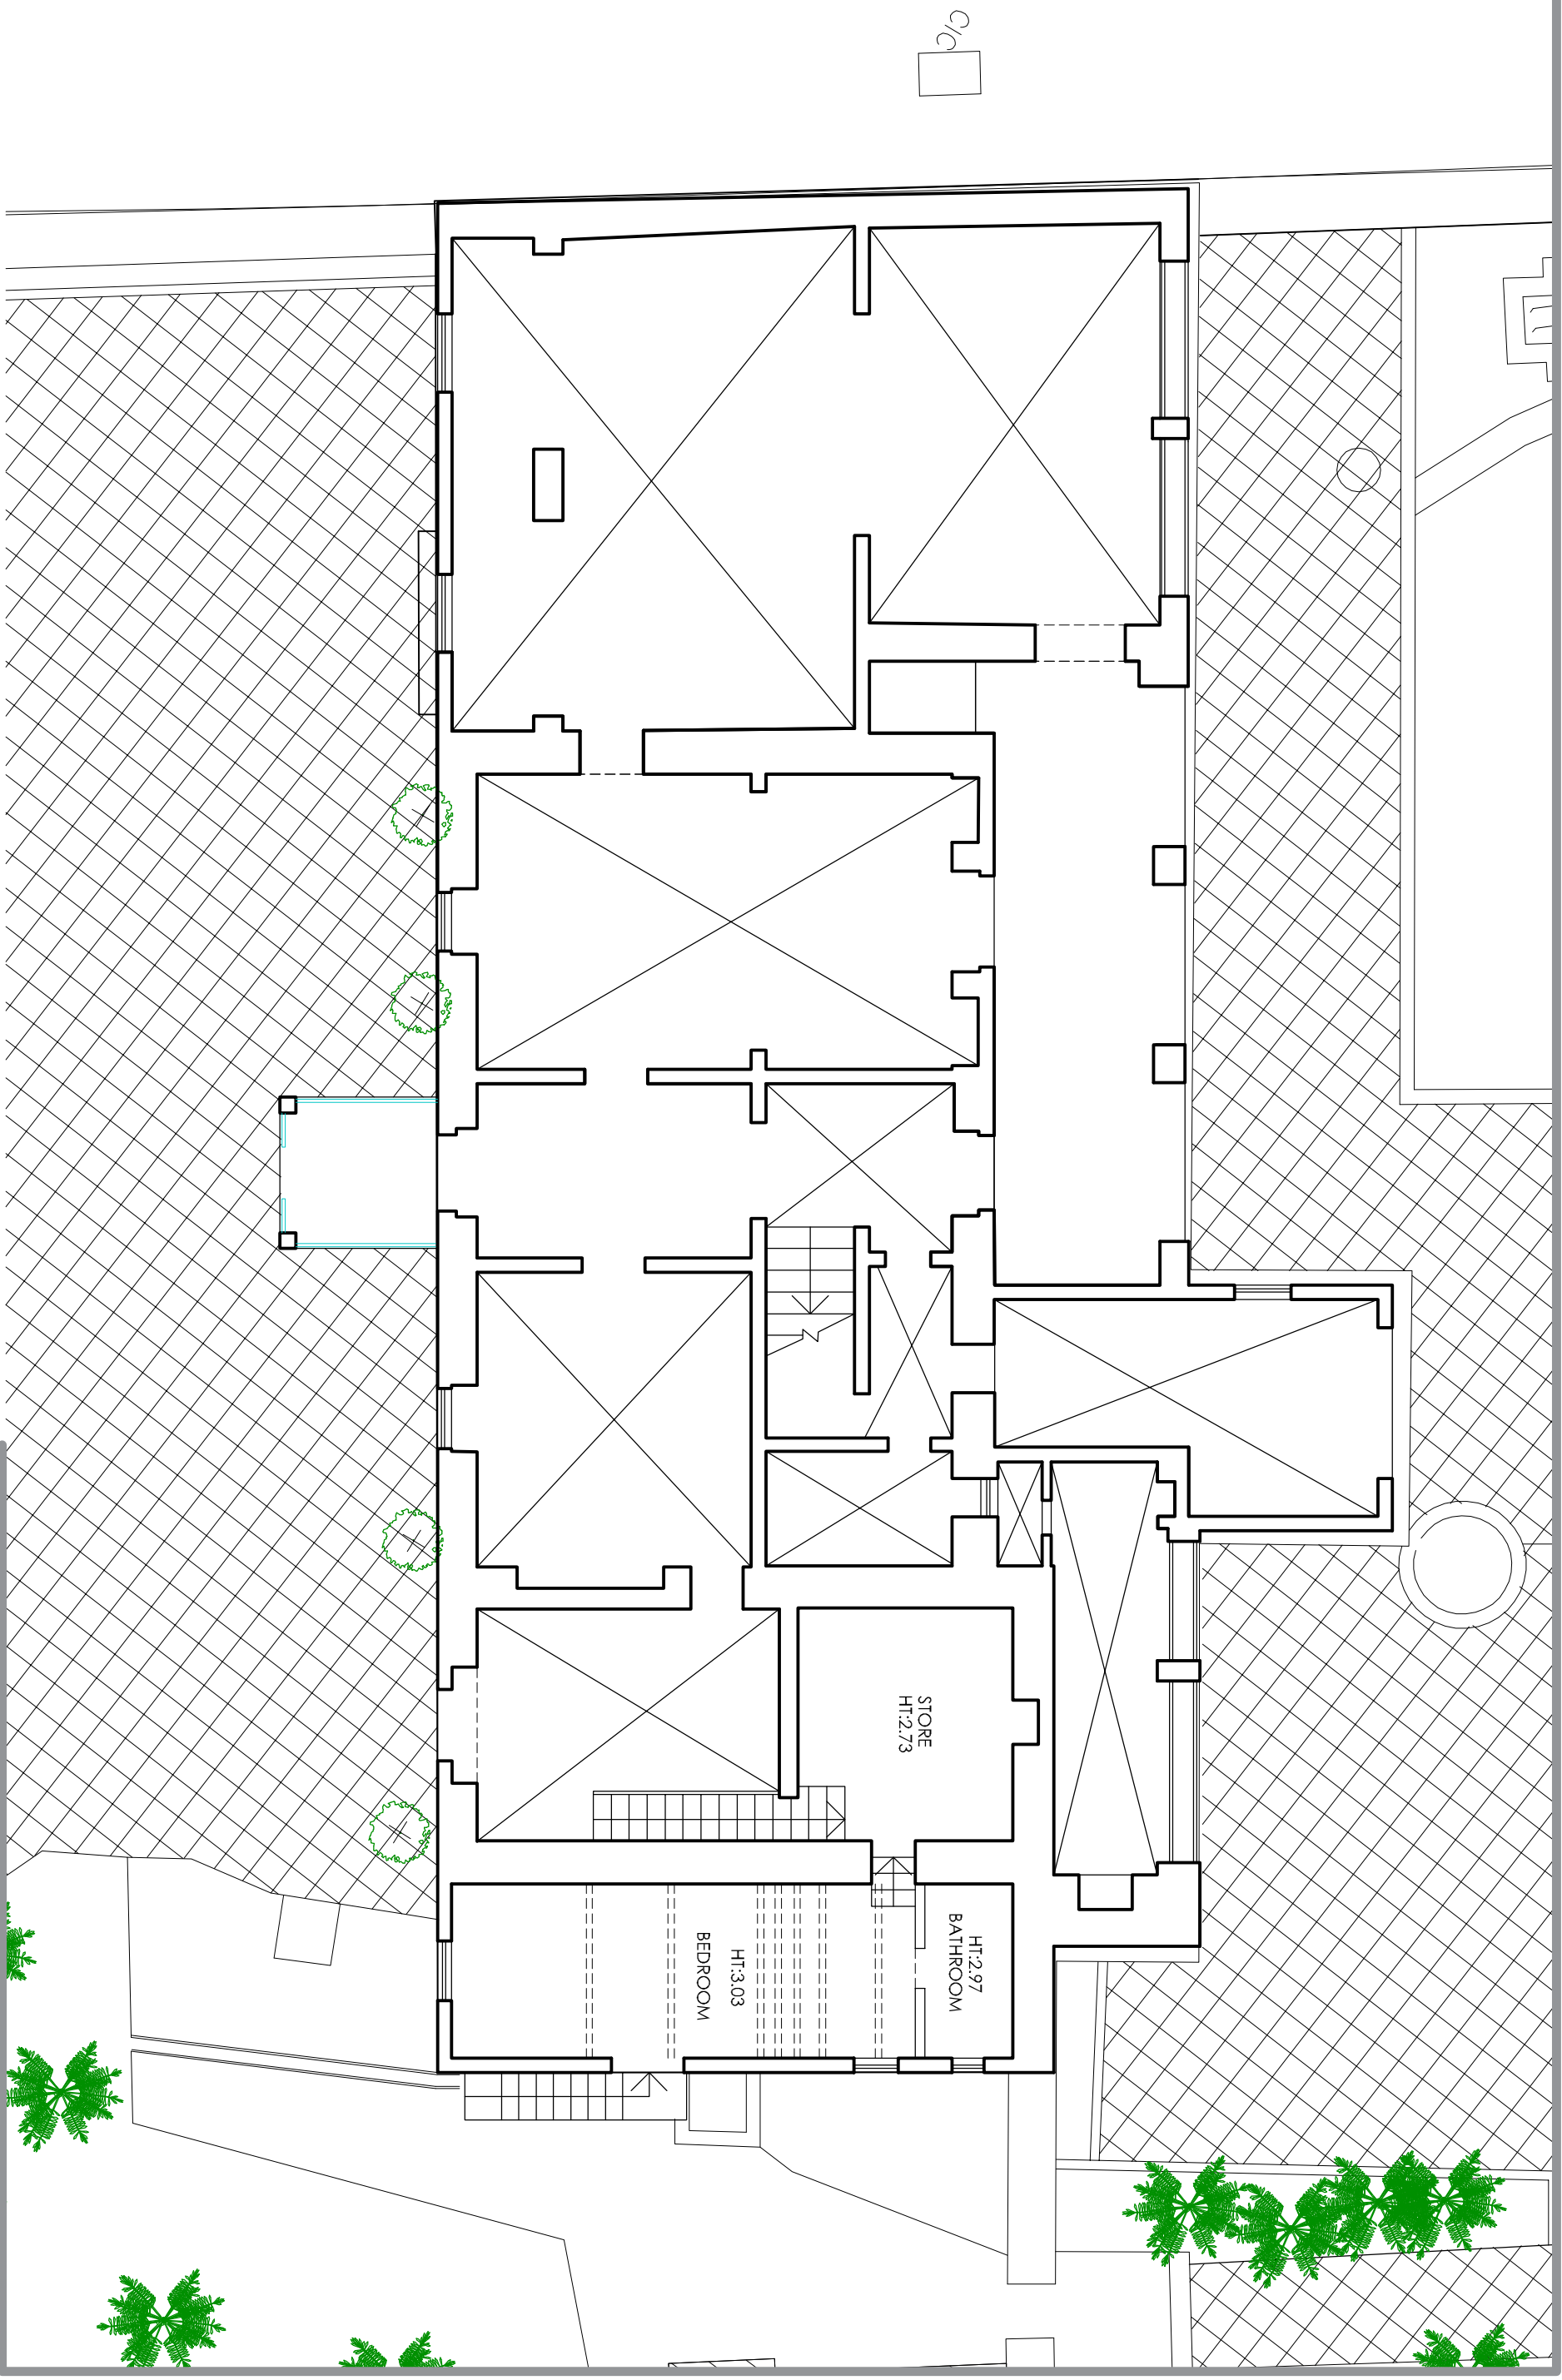 C/C
STORE
HT:2.73
HT:2.97
BATHROOM
HT:3.03
BEDROOM